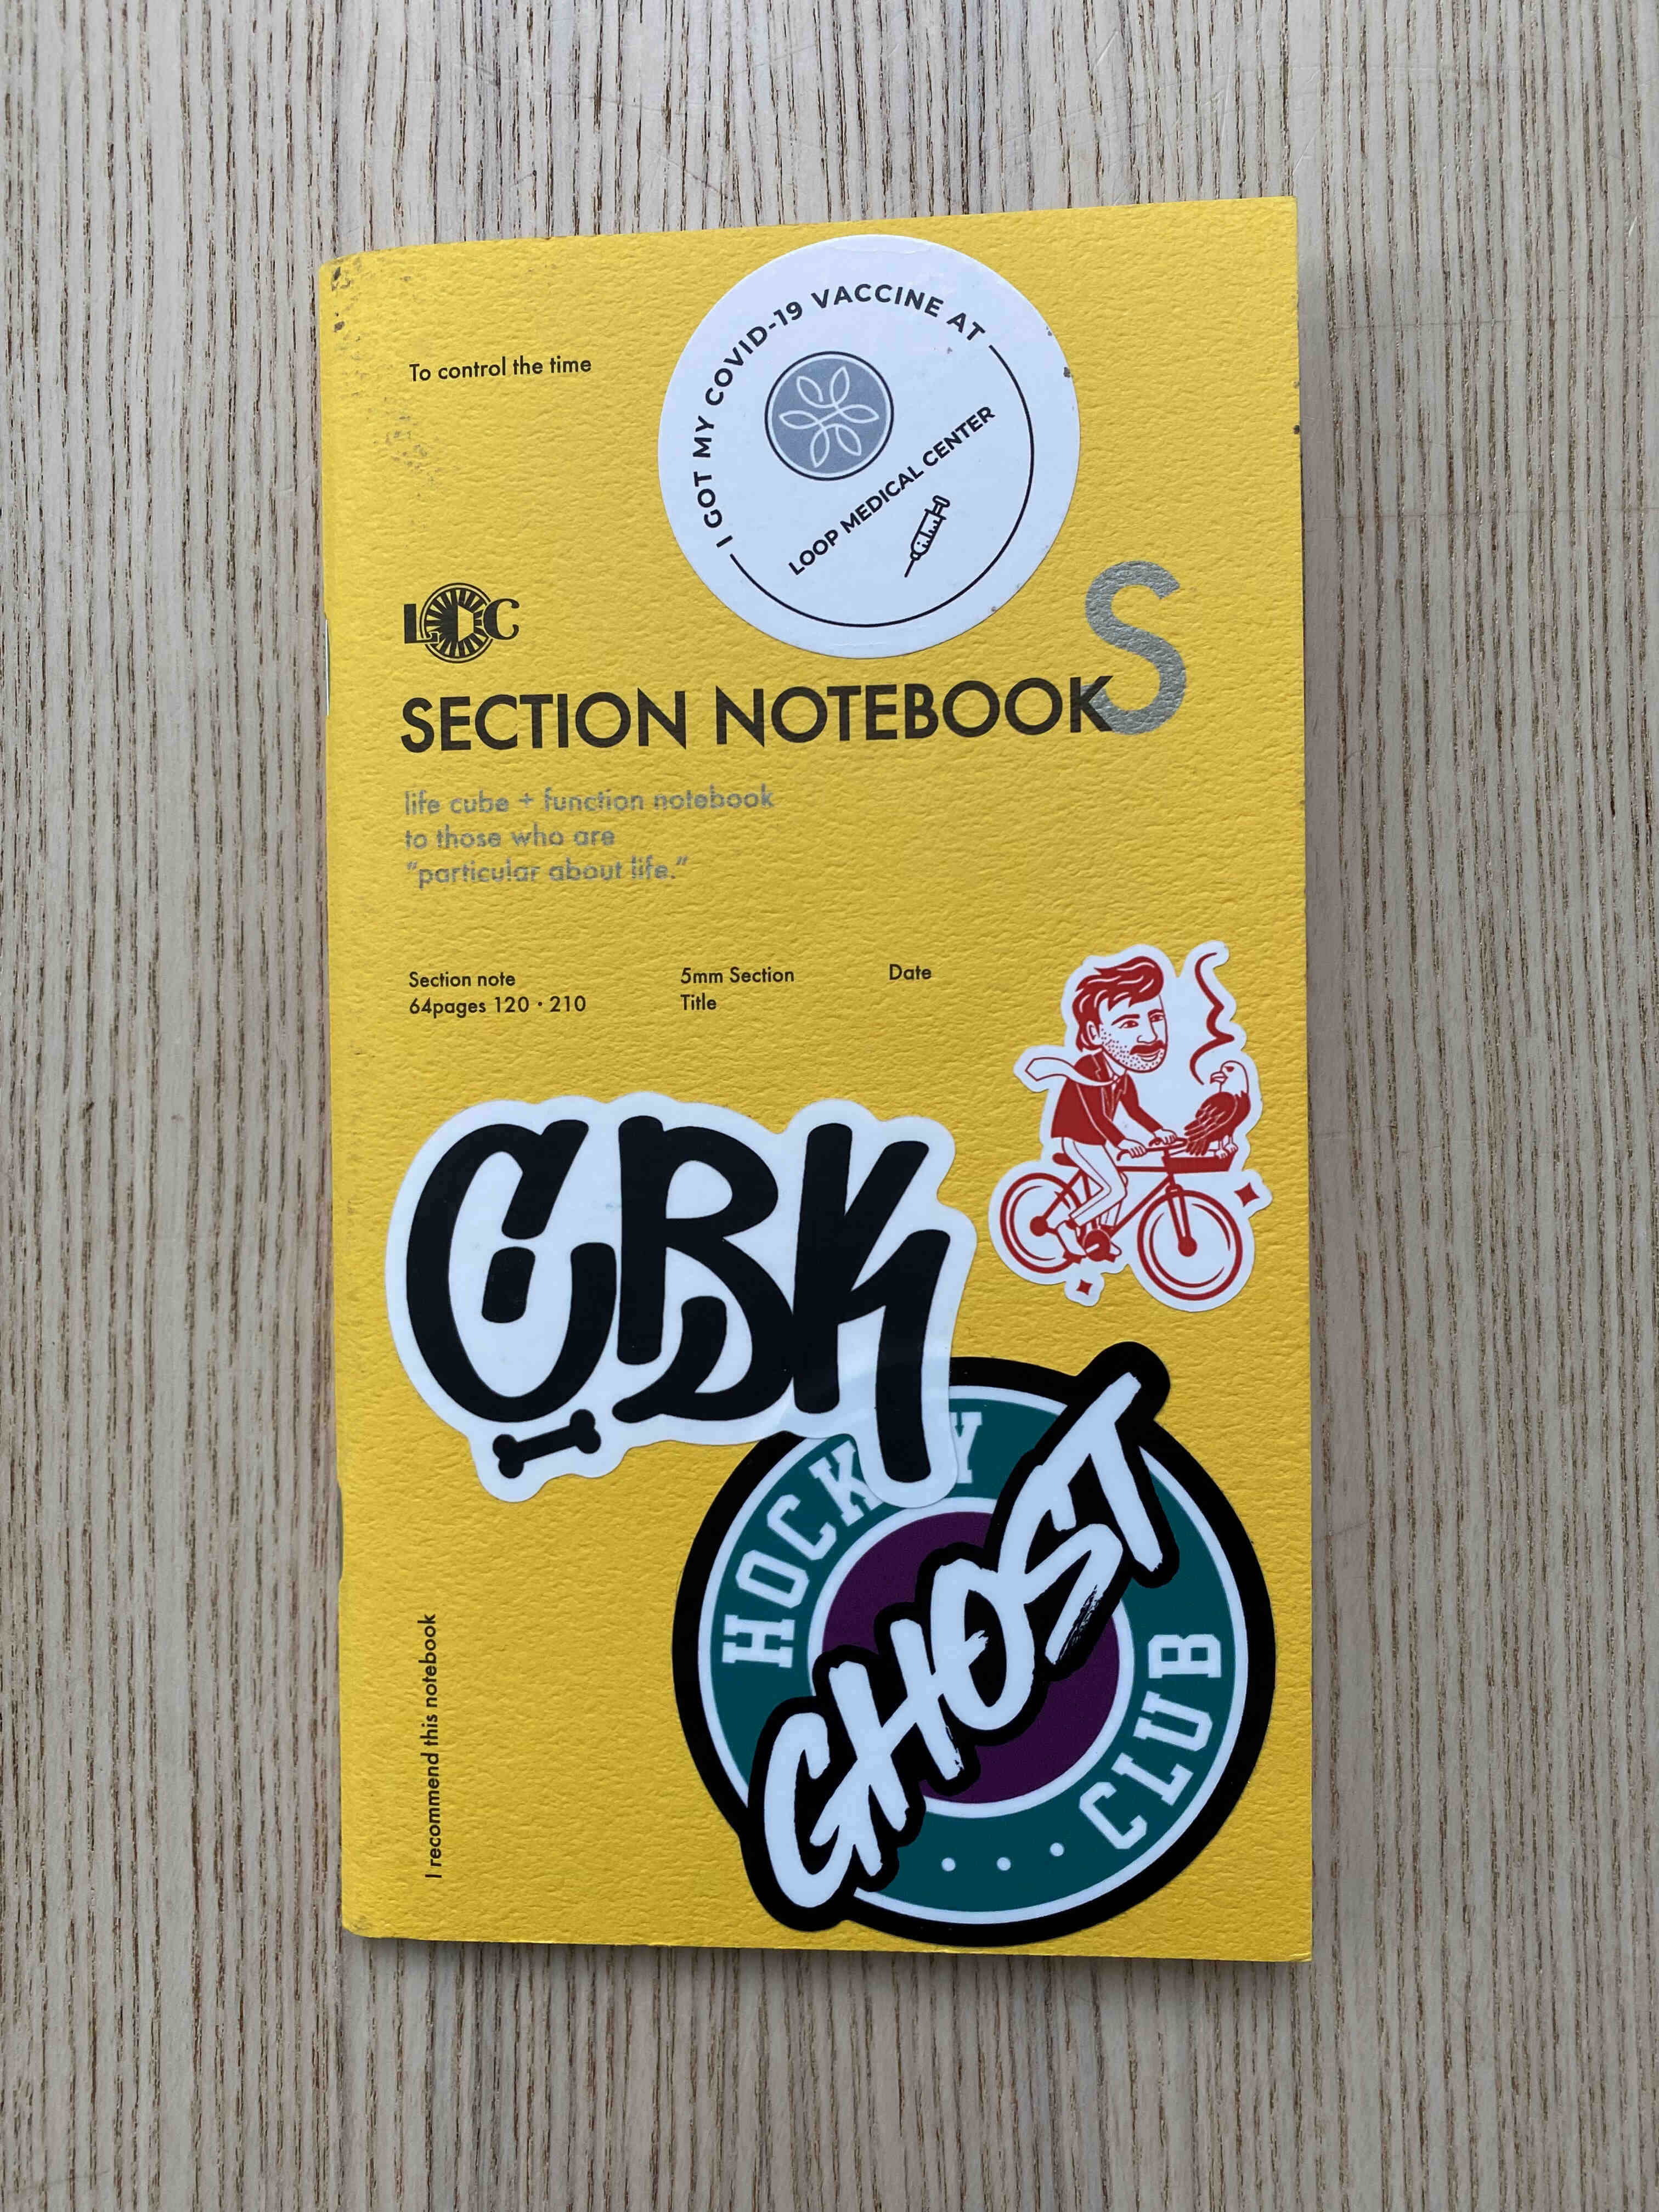 To control the time
I GOT MY COVID-19 VACCINE AT
LOOP MEDICAL CENTER
LCC
SECTION NOTEBOOK
S
life cube + function notebook
to those who are
"particular about life."
Section note
64pages 120 · 210
5mm Section
Title
Date
CBK
HOCK Y
GHOST
CLUB
I recommend this notebook